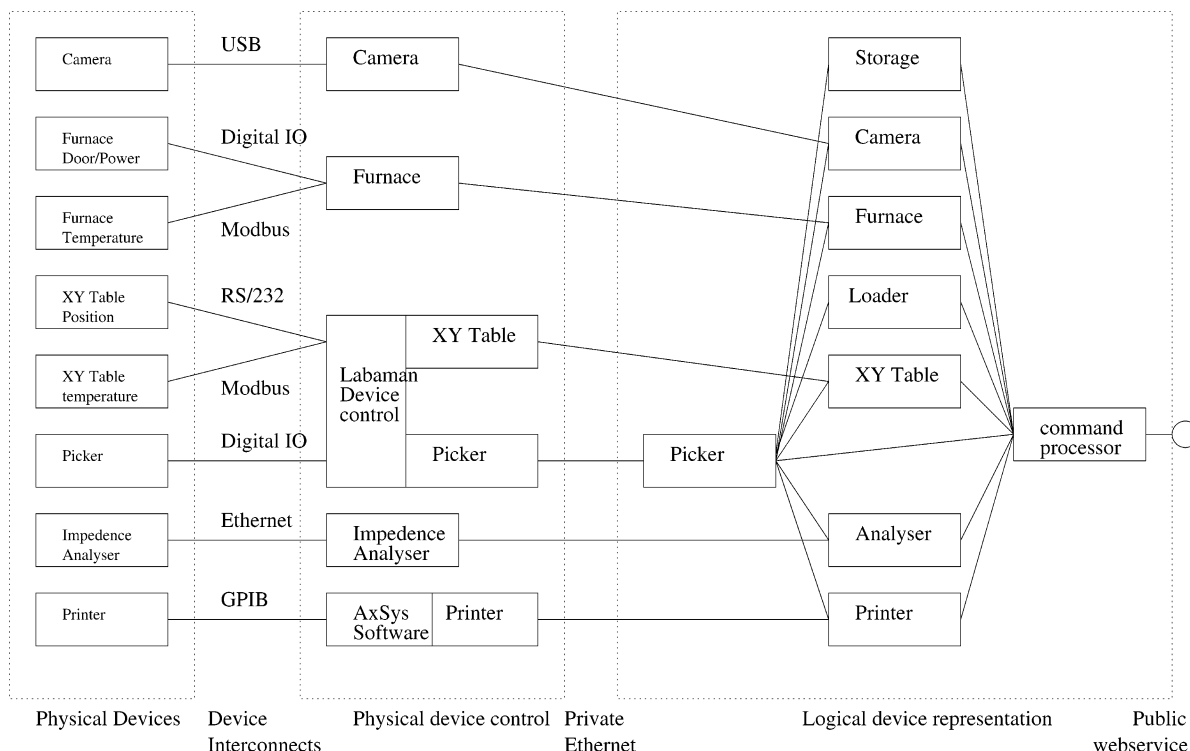 Camera
USB
Camera
Storage
Furnace
Door/Power
Digital IO
Furnace
Camera
Furnace
Temperature
Modbus
Furnace
XY Table
Position
RS/232
Loader
XY Table
XY Table
temperature
Modbus
Labaman
Device
control
XY Table
Picker
Digital IO
Picker
Picker
command
processor
Impedance
Analyser
Ethernet
Impedence
Analyser
Analyser
Printer
GPIB
AxSys
Software
Printer
Printer
Physical Devices
Device
Interconnects
Physical device control
Private
Ethernet
Logical device representation
Public
webservice